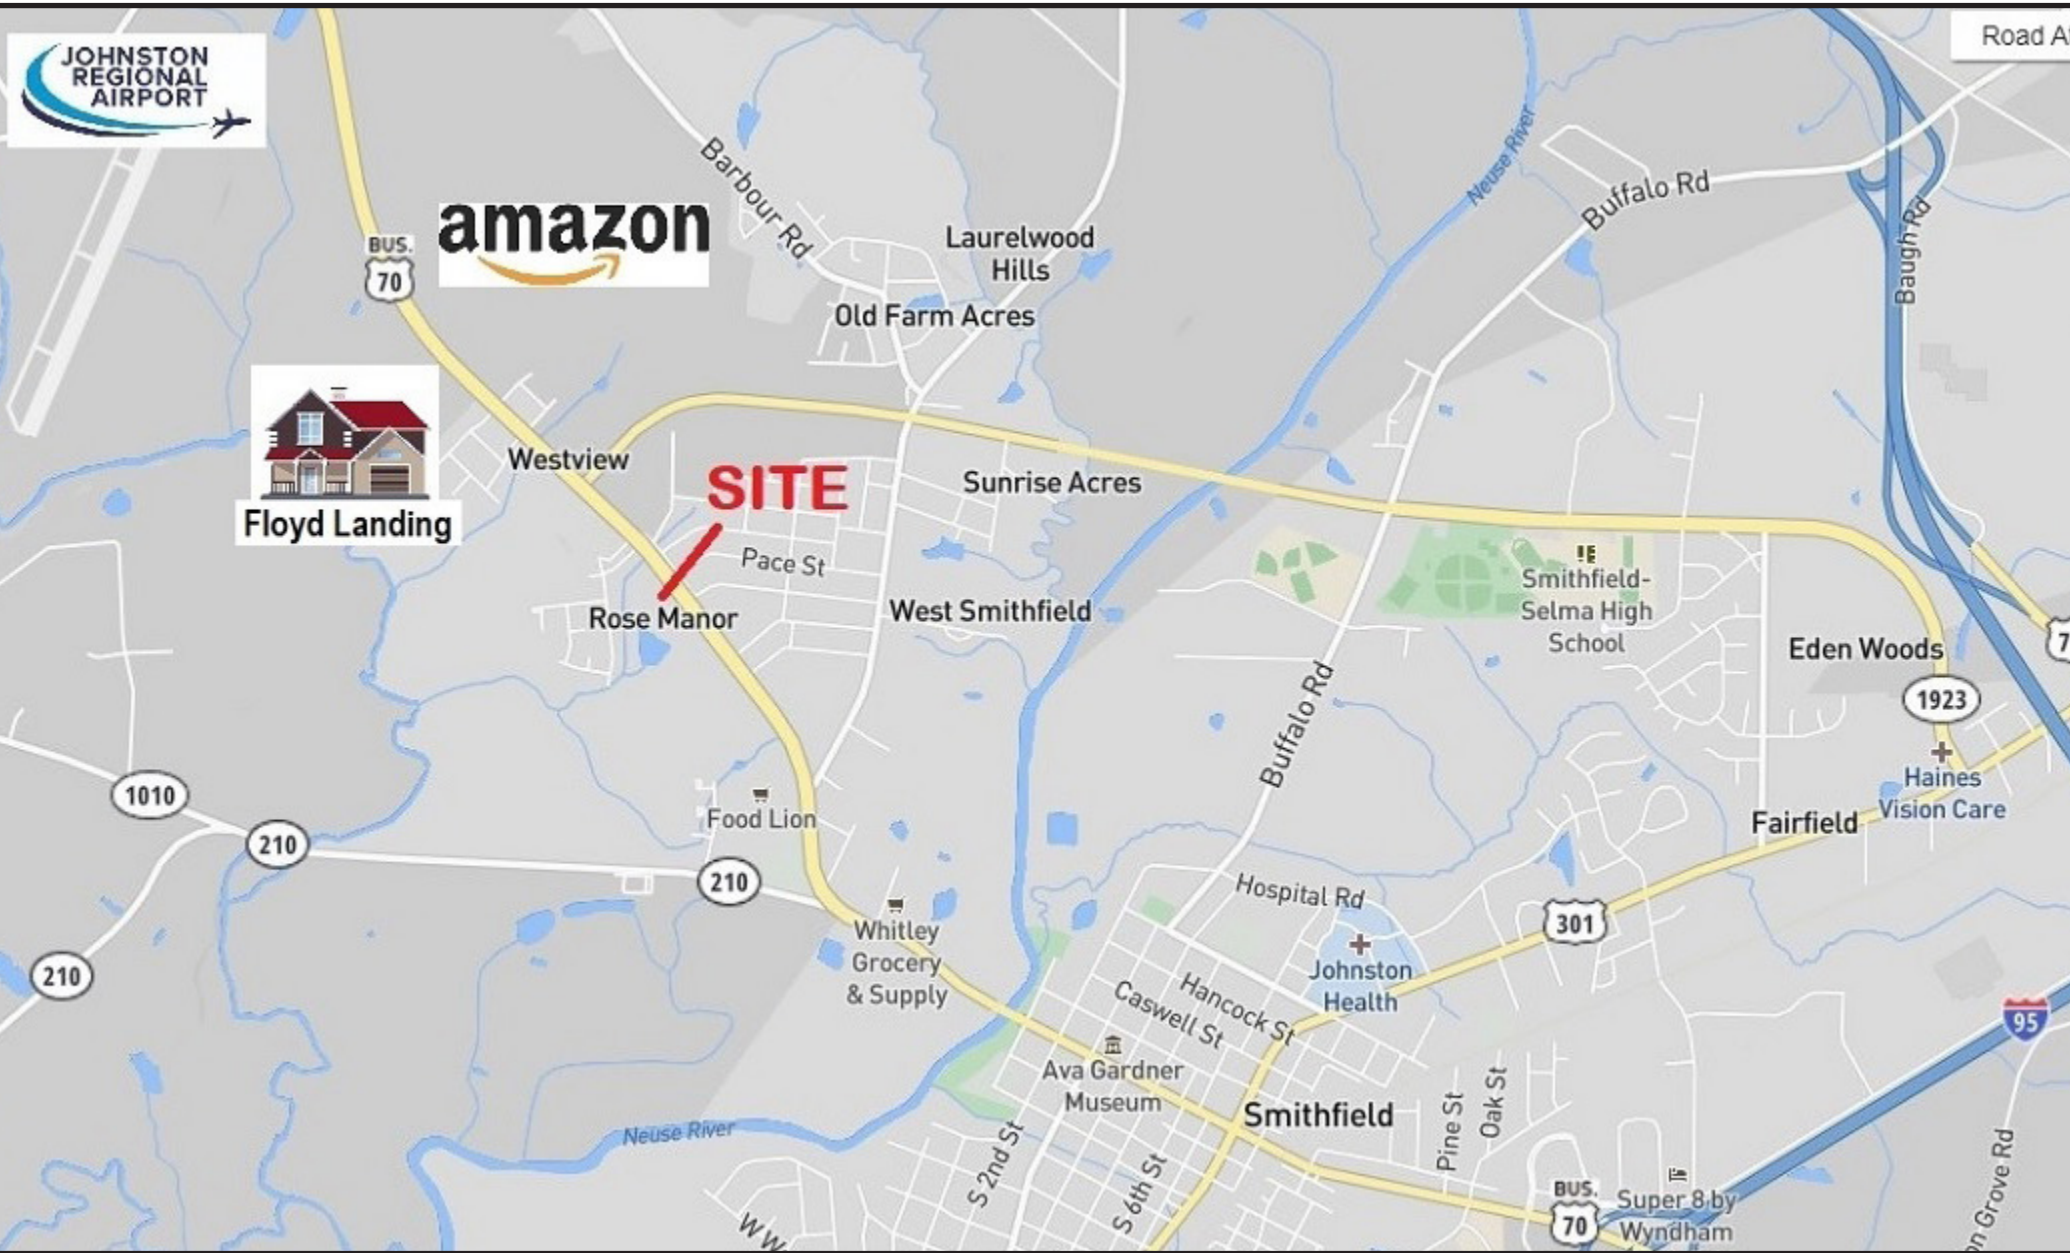 JOHNSTON
REGIONAL
AIRPORT
Road A
BUS.
70
amazon
Barbour Rd
Laurelwood
Hills
Old Farm Acres
Neuse River
Buffalo Rd
Baugh Rd
Floyd Landing
Westview
SITE
Sunrise Acres
Pace St
Rose Manor
West Smithfield
Smithfield-
Selma High
School
Eden Woods
7
1923
Buffalo Rd
Haines
Vision Care
Fairfield
1010
210
Food Lion
210
210
Whitley
Grocery
& Supply
Hospital Rd
301
Johnston
Health
Hancock St
Caswell St
95
Ava Gardner
Museum
Smithfield
Pine St
Oak St
Neuse River
S 2nd St
S 6th St
BUS.
70
Super 8 by
Wyndham
on Grove Rd